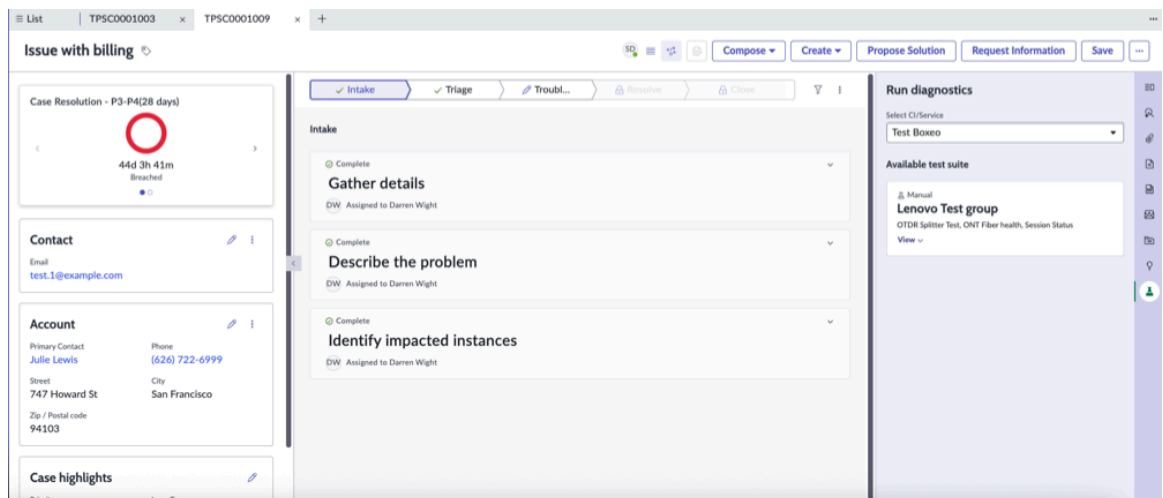 List
TPSC0001003
TPSC0001009
Issue with billing
SD
Compose
Create
Propose Solution
Request Information
Save
Case Resolution - P3-P4(28 days)
44d 3h 41m
Breached
Contact
Email
test.1@example.com
Account
Primary Contact Phone
Julie Lewis (626) 722-6999
Street City
747 Howard St San Francisco
Zip / Postal code
94103
Case highlights
Intake
Triage
Troubl...
Resolve
Close
Intake
Complete
Gather details
DW Assigned to Darren Wight
Complete
Describe the problem
DW Assigned to Darren Wight
Complete
Identify impacted instances
DW Assigned to Darren Wight
Run diagnostics
Select CI/Service
Test Boxeo
Available test suite
Manual
Lenovo Test group
OTDR Splitter Test, ONT Fiber health, Session Status
View